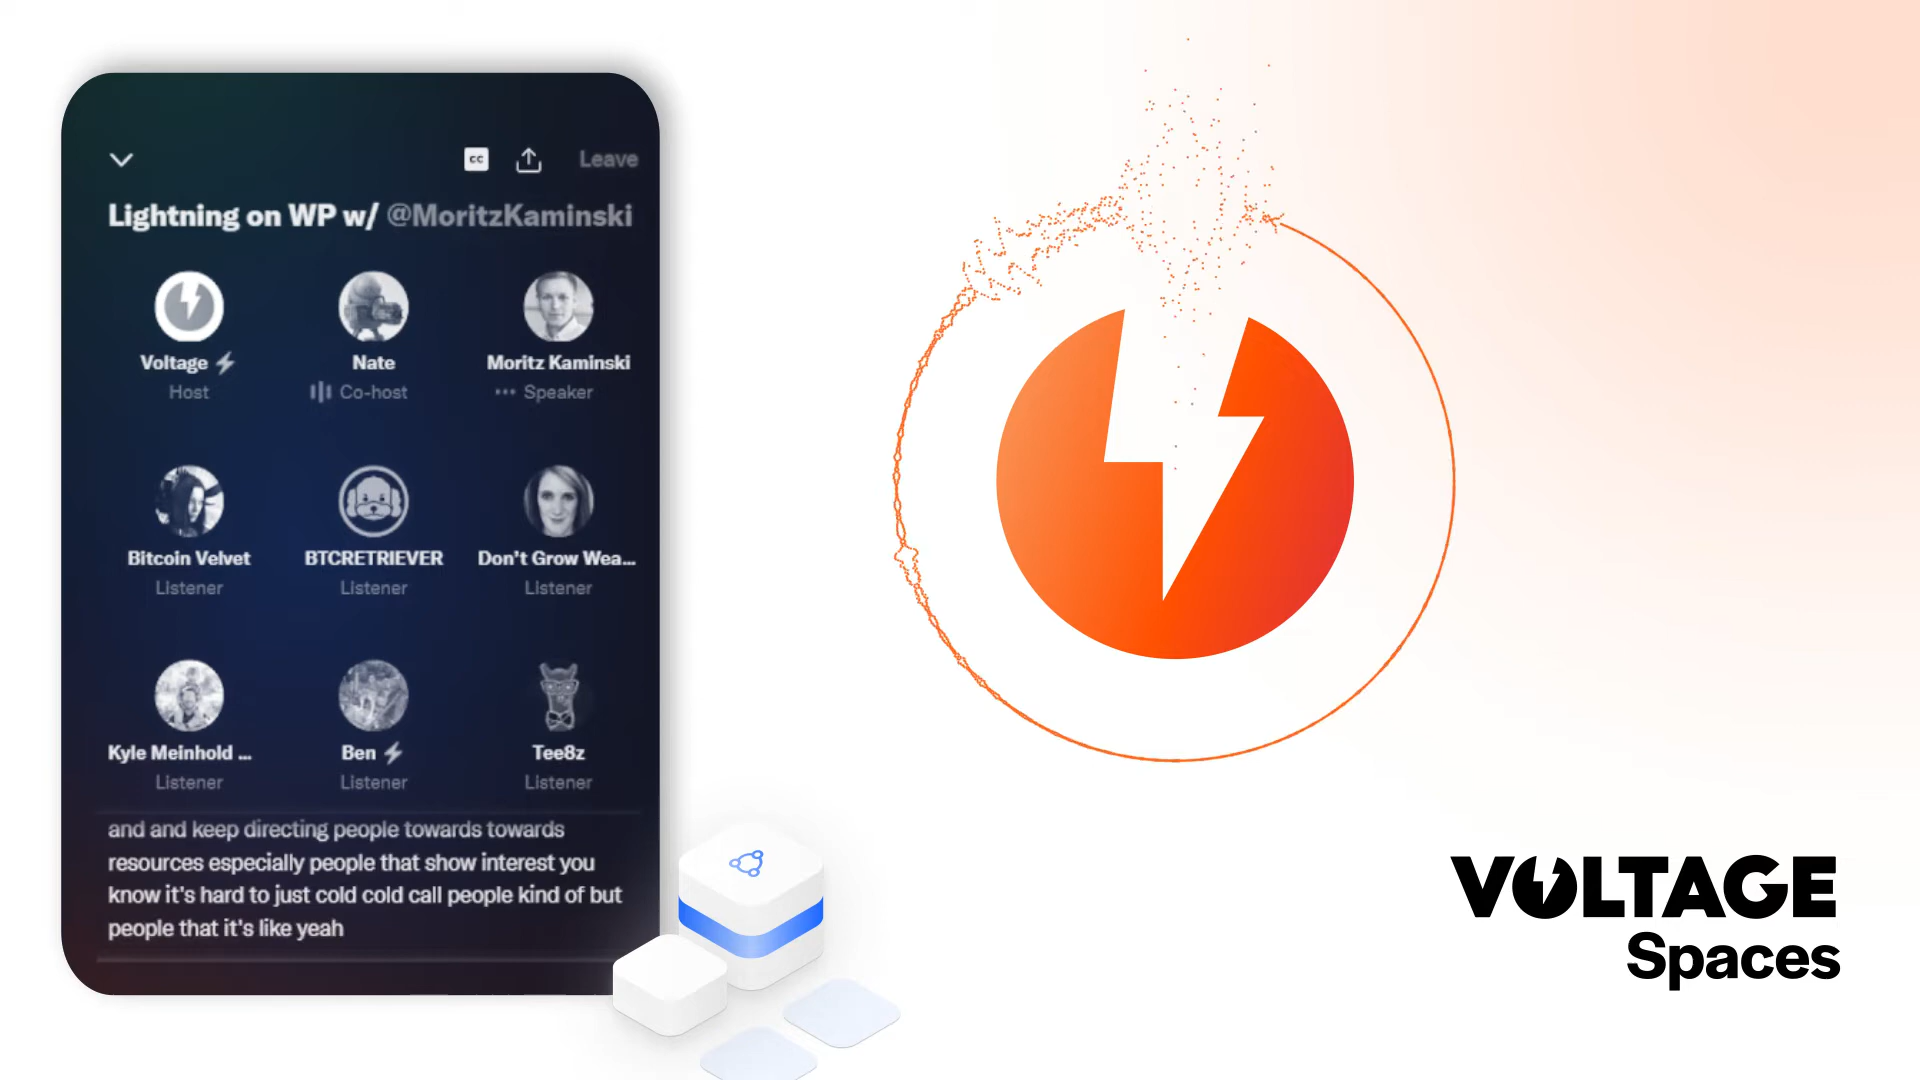 CC
Leave
Lightning on WP w/ @MoritzKaminski
Voltage
Host
Nate
Co-host
Moritz Kaminski
Speaker
Bitcoin Velvet
Listener
BTCRETRIEVER
Listener
Don't Grow Wea...
Listener
Kyle Meinhold ...
Listener
Ben
Listener
Tee8z
Listener
and and keep directing people towards towards
resources especially people that show interest you
know it's hard to just cold cold call people kind of but
people that it's like yeah
VOLTAGE
Spaces